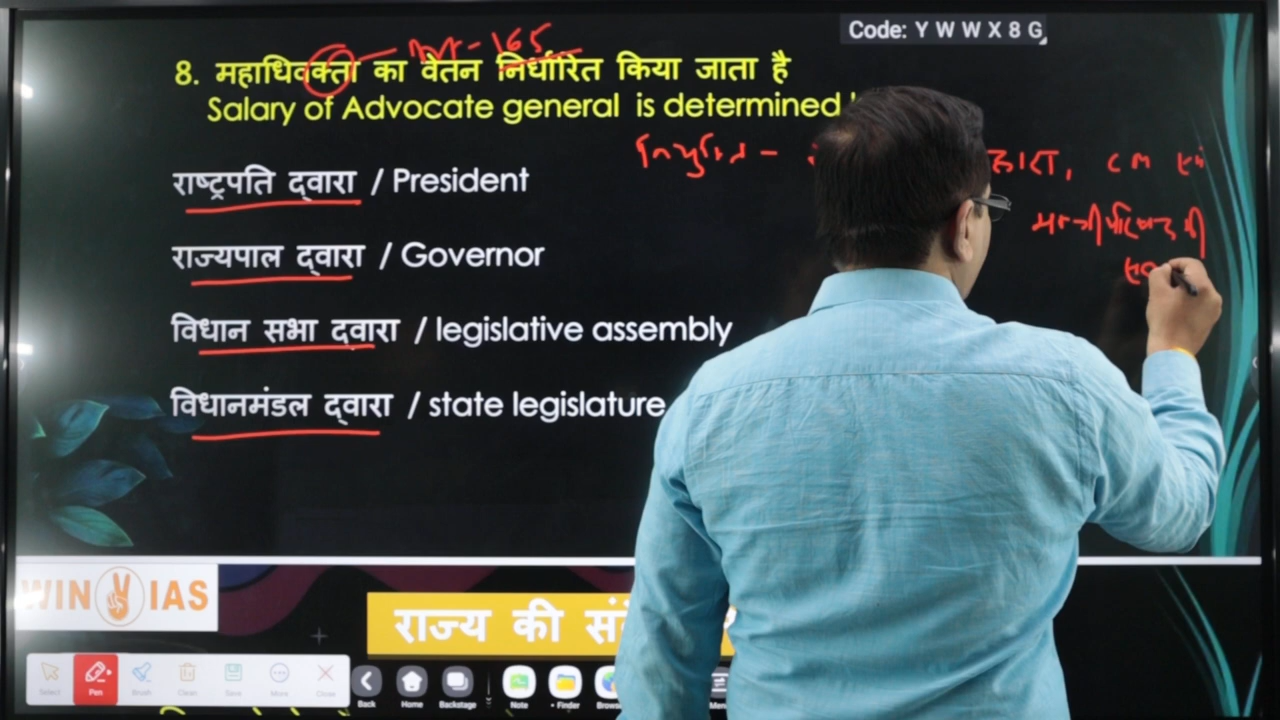 Code: Y W W X 8 G
Art-165
8. महाधिवक्ता का वेतन निर्धारित किया जाता है
Salary of Advocate general is determined
नियुक्ति -
द्वारा, CM एवं
मन्त्रीपरिषद की
राष्ट्रपति द्वारा / President
राज्यपाल द्वारा / Governor
विधान सभा द्वारा / legislative assembly
विधानमंडल द्वारा / state legislature
WIN IAS
राज्य की
Select Pen Brush Clean Save More Close
Back Home Backstage Note Finder